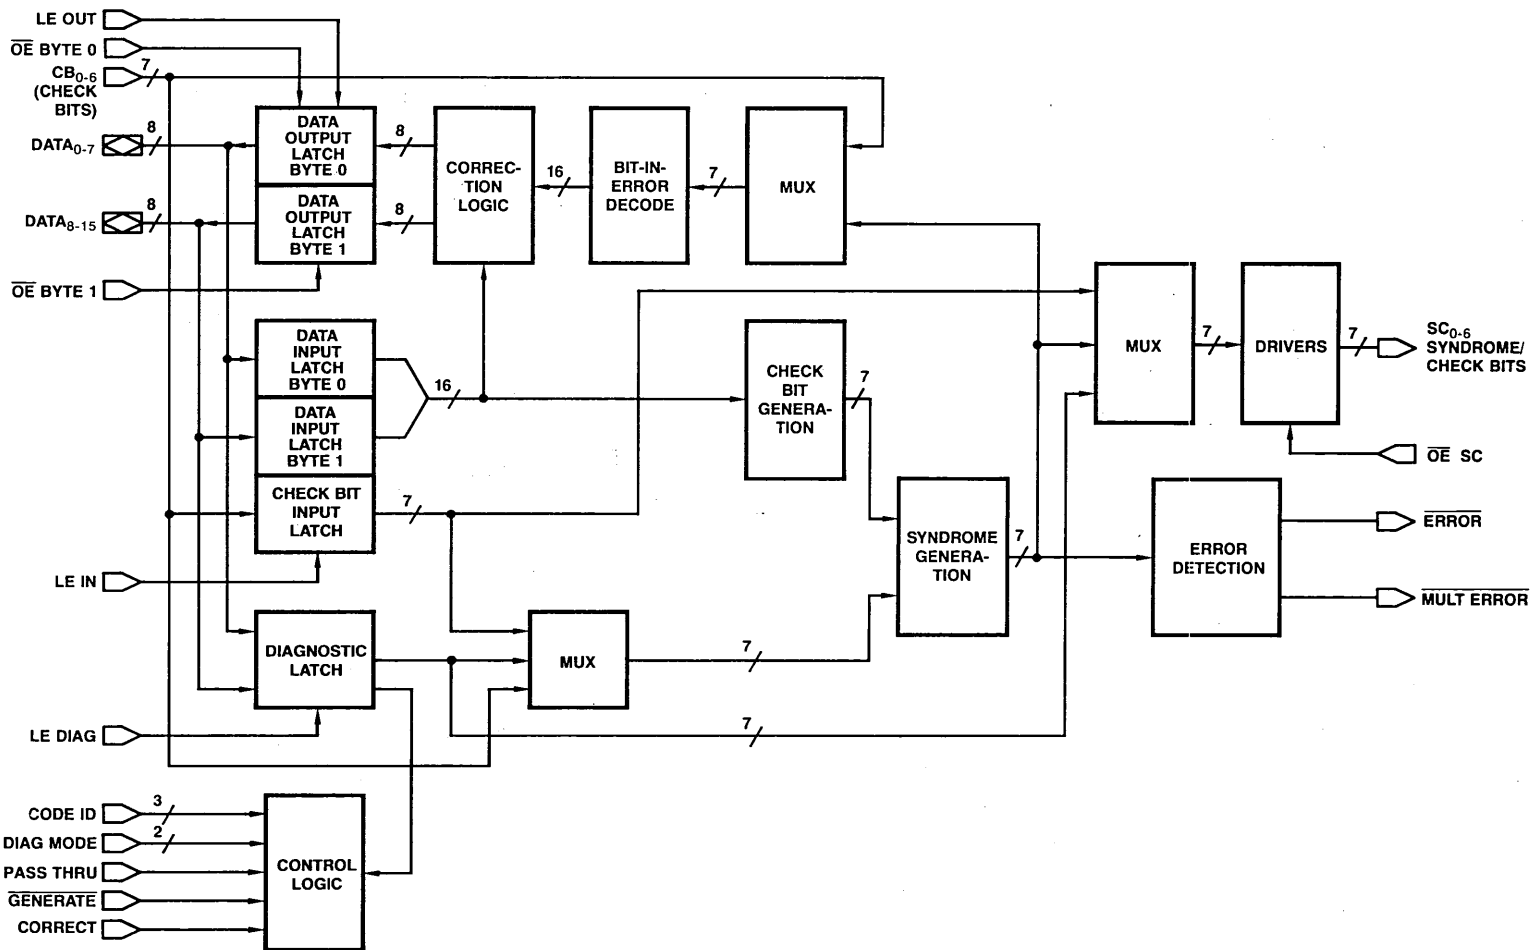 LE OUT
OE BYTE 0
CB0-6
(CHECK
BITS)
7
DATA0-7
8
DATA8-15
8
OE BYTE 1
DATA
OUTPUT
LATCH
BYTE 0
DATA
OUTPUT
LATCH
BYTE 1
8
8
CORREC-
TION
LOGIC
16
BIT-IN-
ERROR
DECODE
7
MUX
DATA
INPUT
LATCH
BYTE 0
DATA
INPUT
LATCH
BYTE 1
CHECK BIT
INPUT
LATCH
16
7
CHECK
BIT
GENERA-
TION
7
MUX
7
DRIVERS
7
SC0-6
SYNDROME/
CHECK BITS
OE SC
LE IN
SYNDROME
GENERA-
TION
7
ERROR
DETECTION
ERROR
MULT ERROR
DIAGNOSTIC
LATCH
MUX
7
7
LE DIAG
CODE ID
3
DIAG MODE
2
PASS THRU
GENERATE
CORRECT
CONTROL
LOGIC